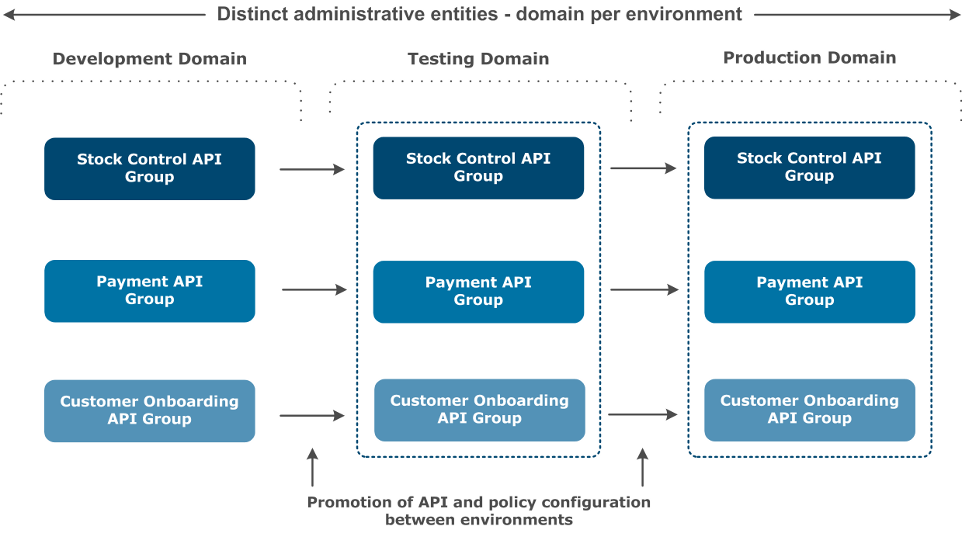 Distinct administrative entities - domain per environment
Development Domain
Testing Domain
Production Domain
Stock Control API
Group
Stock Control API
Group
Stock Control API
Group
Payment API
Group
Payment API
Group
Payment API
Group
Customer Onboarding
API Group
Customer Onboarding
API Group
Customer Onboarding
API Group
Promotion of API and policy configuration
between environments